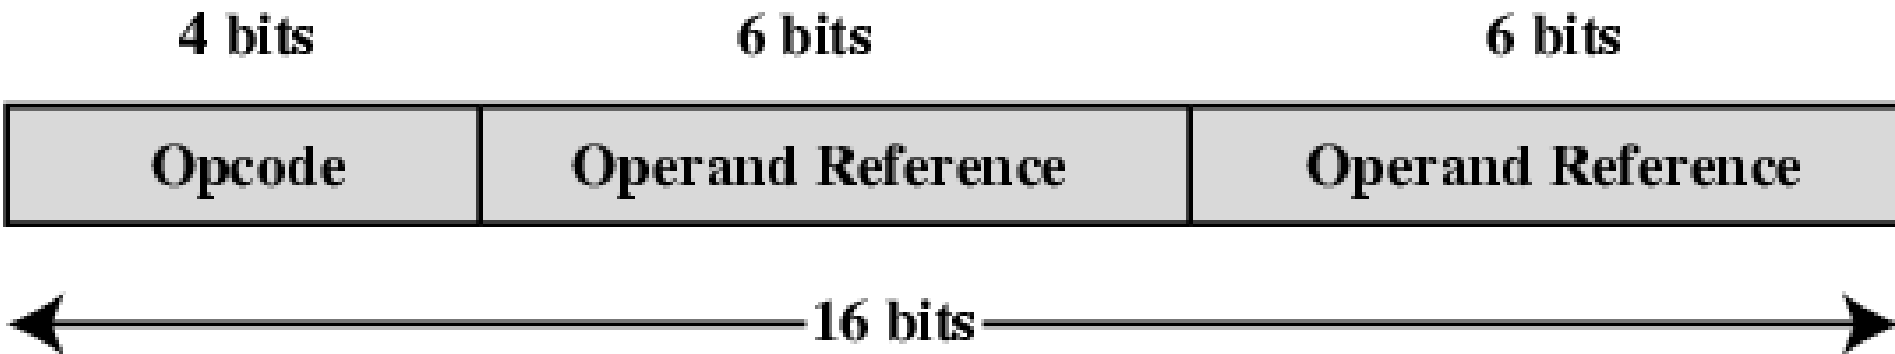 4 bits 6 bits 6 bits
Opcode Operand Reference Operand Reference
16 bits